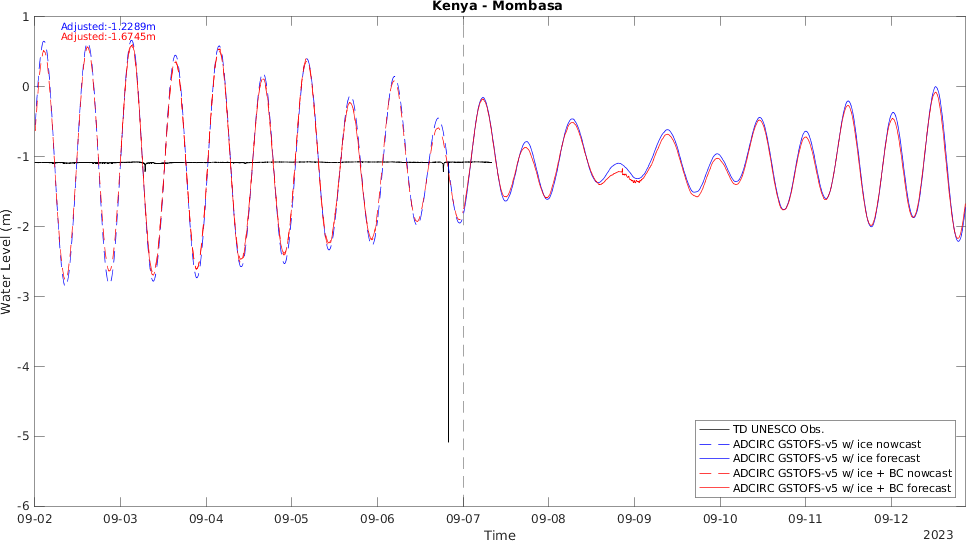 Kenya - Mombasa
Adjusted:-1.2289m
Adjusted:-1.6745m
1
0
-1
-2
-3
-4
-5
-6
Water Level (m)
TD UNESCO Obs.
ADCIRC GSTOFS-v5 w/ ice nowcast
ADCIRC GSTOFS-v5 w/ ice forecast
ADCIRC GSTOFS-v5 w/ ice + BC nowcast
ADCIRC GSTOFS-v5 w/ ice + BC forecast
09-02 09-03 09-04 09-05 09-06 09-07 09-08 09-09 09-10 09-11 09-12
Time
2023